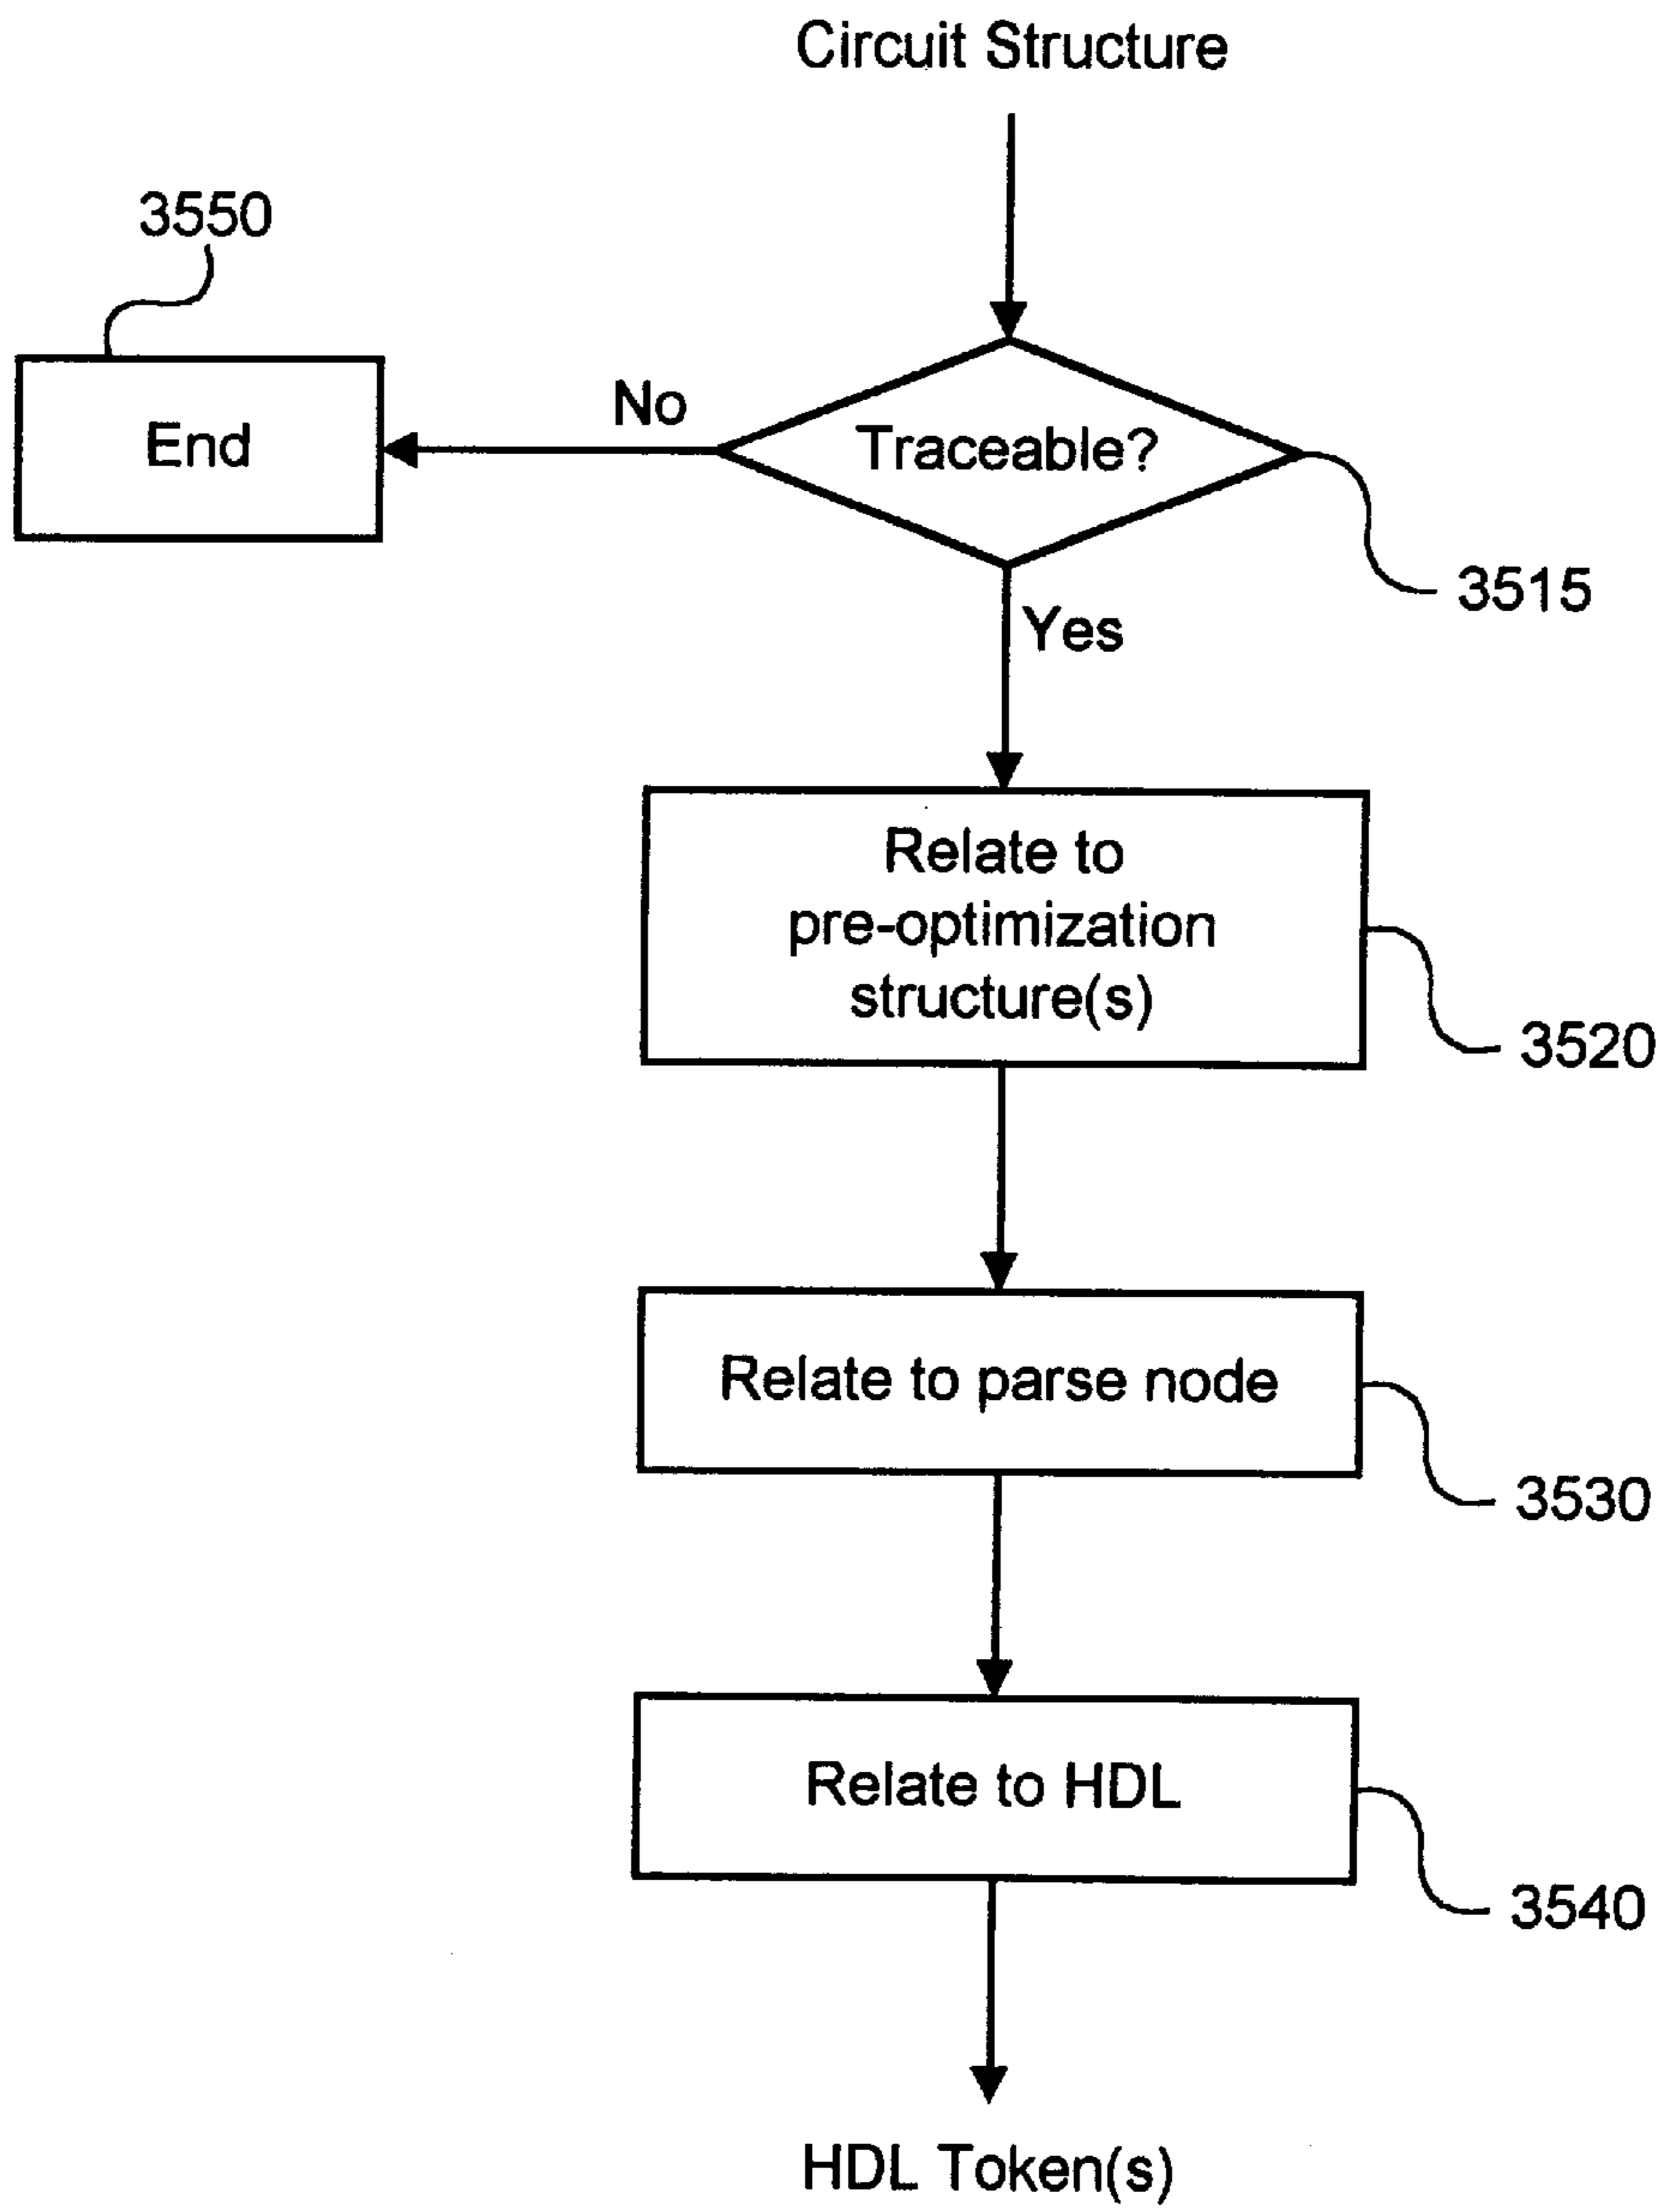 Circuit Structure
3550
No
End
Traceable?
3515
Yes
Relate to
pre-optimization
structure(s)
3520
Relate to parse node
3530
Relate to HDL
3540
HDL Token(s)